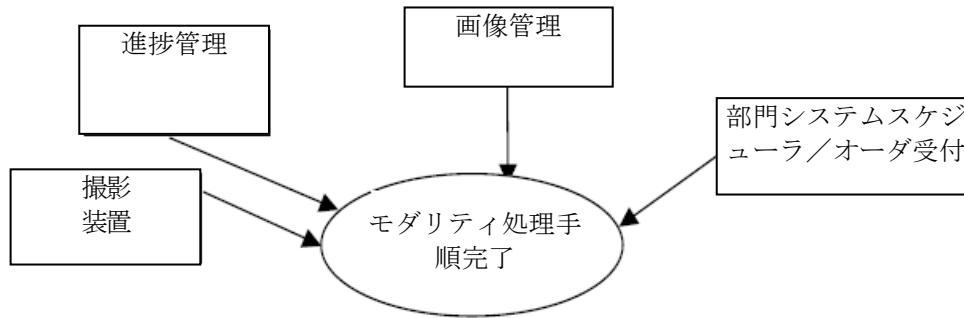 画像管理
進捗管理
部門システムスケジ
ューラ／オーダ受付
撮影
装置
モダリティ処理手
順完了